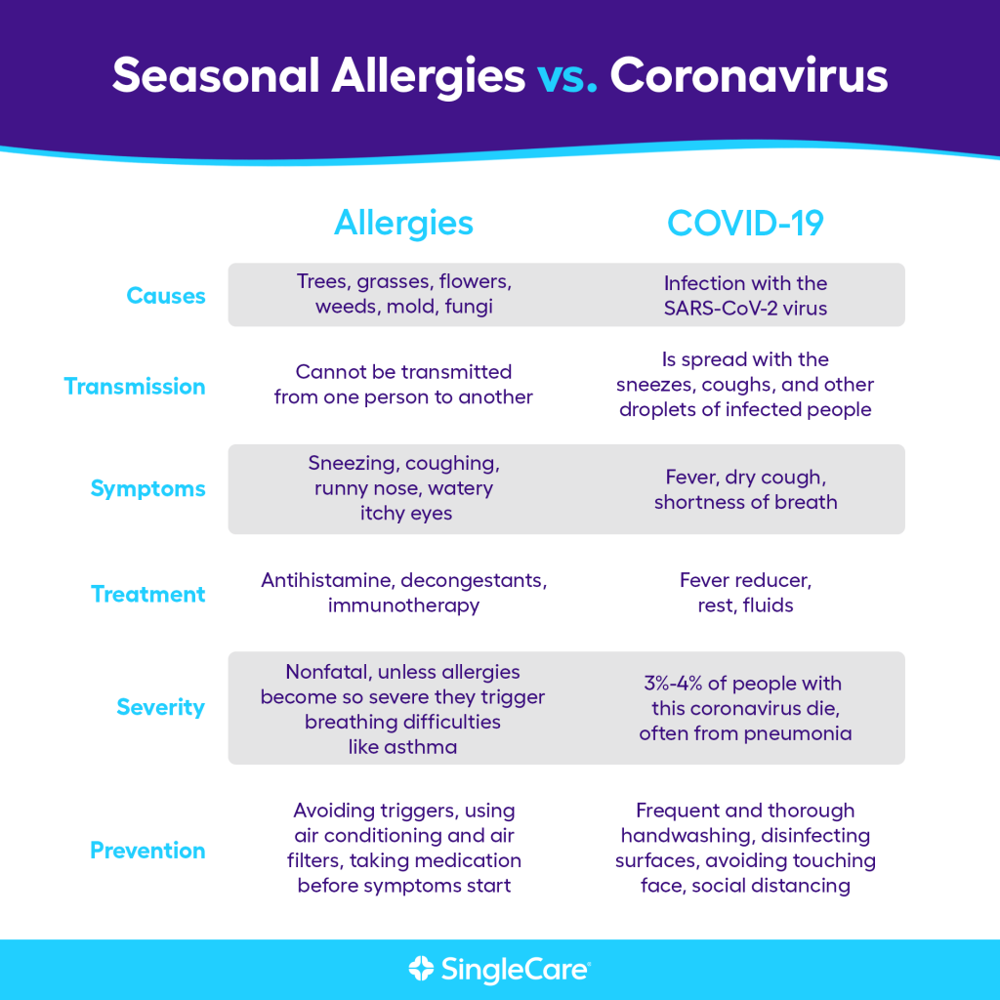 Seasonal Allergies vs. Coronavirus
Allergies
COVID-19
Causes
Trees, grasses, flowers,
weeds, mold, fungi
Infection with the
SARS-CoV-2 virus
Transmission
Cannot be transmitted
from one person to another
Is spread with the
sneezes, coughs, and other
droplets of infected people
Symptoms
Sneezing, coughing,
runny nose, watery
itchy eyes
Fever, dry cough,
shortness of breath
Treatment
Antihistamine, decongestants,
immunotherapy
Fever reducer,
rest, fluids
Severity
Nonfatal, unless allergies
become so severe they trigger
breathing difficulties
like asthma
3%-4% of people with
this coronavirus die,
often from pneumonia
Prevention
Avoiding triggers, using
air conditioning and air
filters, taking medication
before symptoms start
Frequent and thorough
handwashing, disinfecting
surfaces, avoiding touching
face, social distancing
SingleCare®